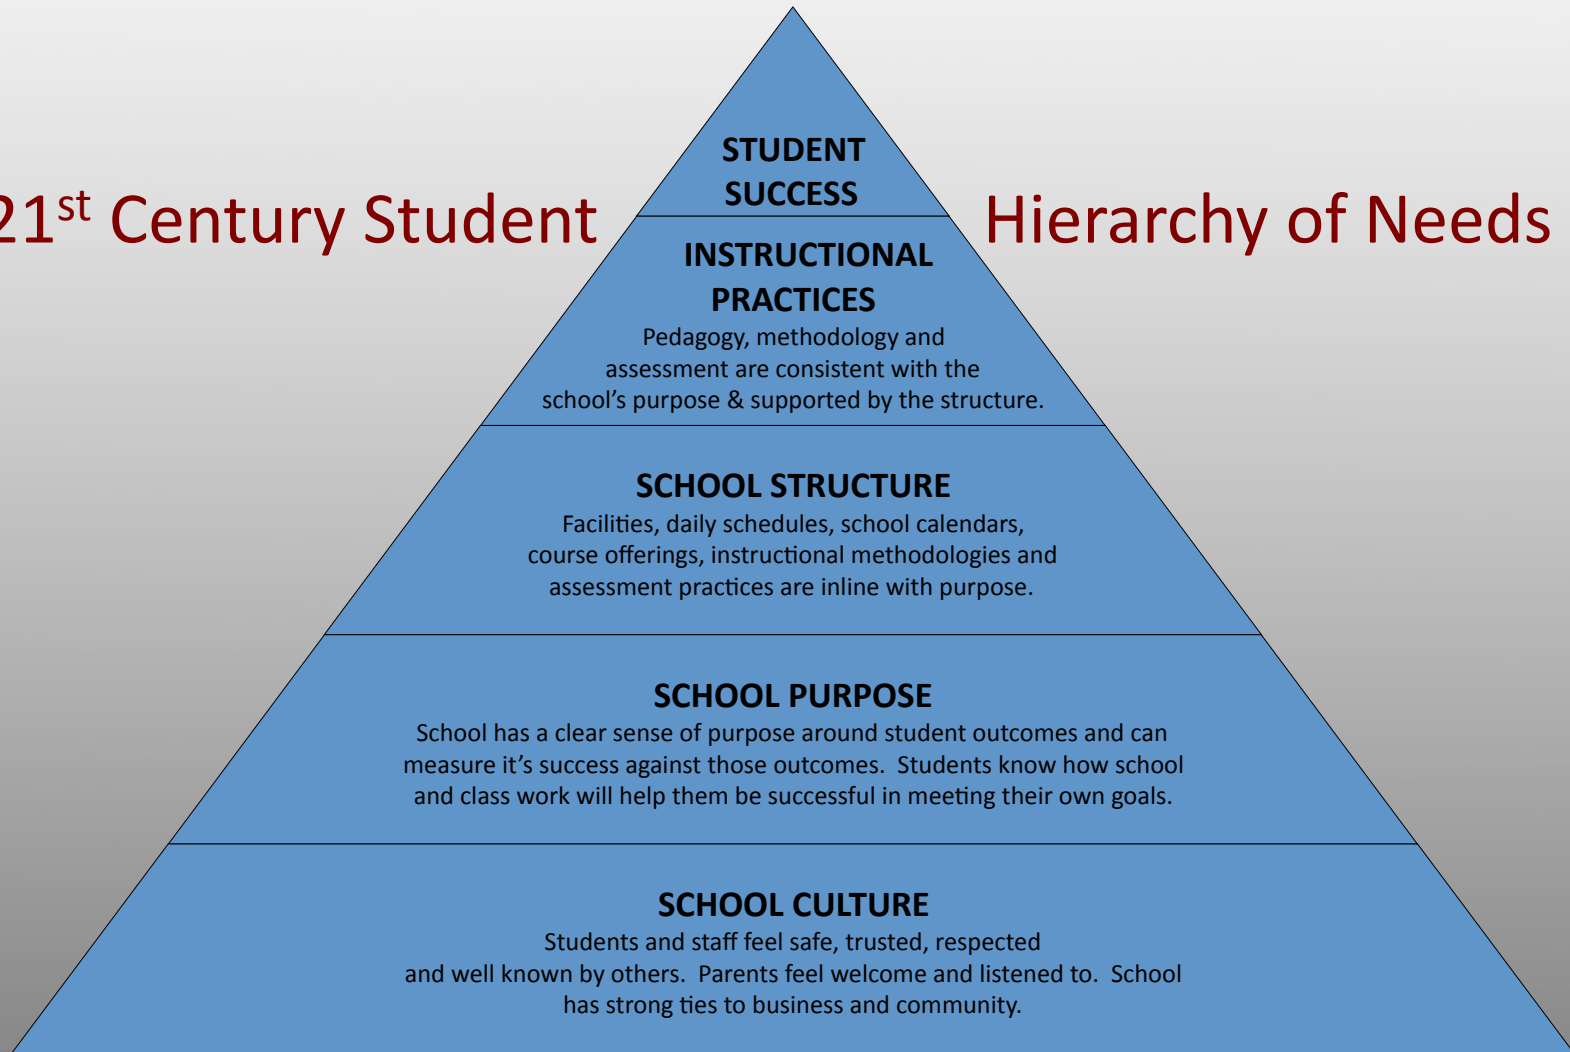 21st Century Student Hierarchy of Needs
STUDENT
SUCCESS
INSTRUCTIONAL
PRACTICES
Pedagogy, methodology and
assessment are consistent with the
school’s purpose & supported by the structure.
SCHOOL STRUCTURE
Facilities, daily schedules, school calendars,
course offerings, instructional methodologies and
assessment practices are inline with purpose.
SCHOOL PURPOSE
School has a clear sense of purpose around student outcomes and can
measure it’s success against those outcomes.  Students know how school
and class work will help them be successful in meeting their own goals.
SCHOOL CULTURE
Students and staff feel safe, trusted, respected
and well known by others.  Parents feel welcome and listened to.  School
has strong ties to business and community.